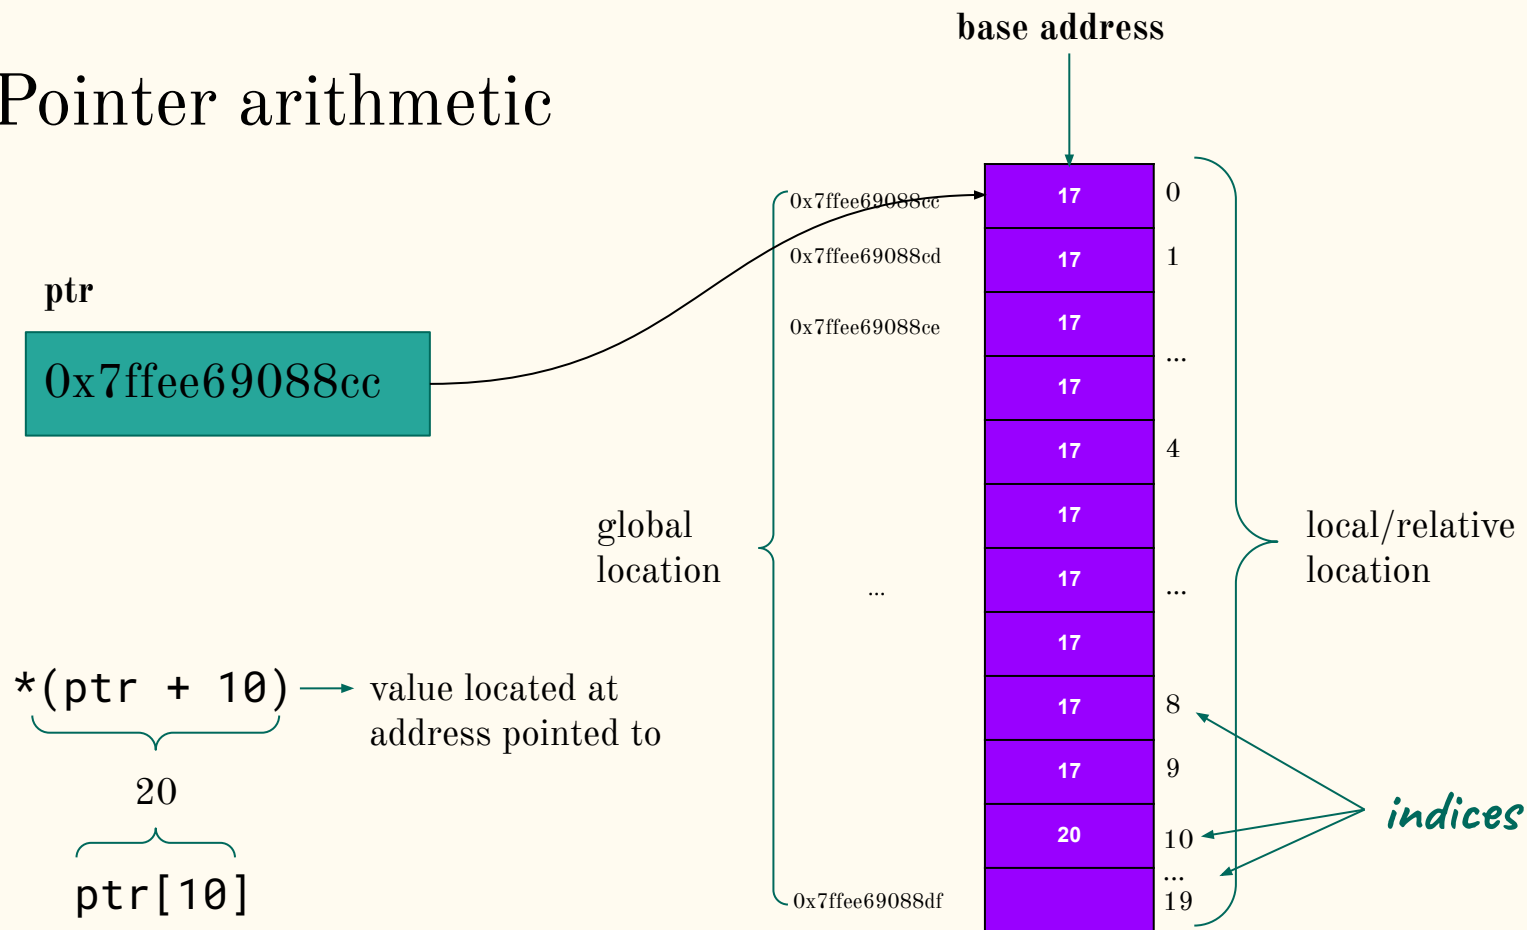 base address
Pointer arithmetic
ptr
0x7ffee69088cc
0x7ffee69088cc 17 0
0x7ffee69088cd 17 1
0x7ffee69088ce 17
...
17
17 4
17
global
location
local/relative
location
... 17 ...
17
*(ptr + 10)
value located at
address pointed to
17 8
17 9
20
indices
20 10
...
ptr[10]
0x7ffee69088df 19